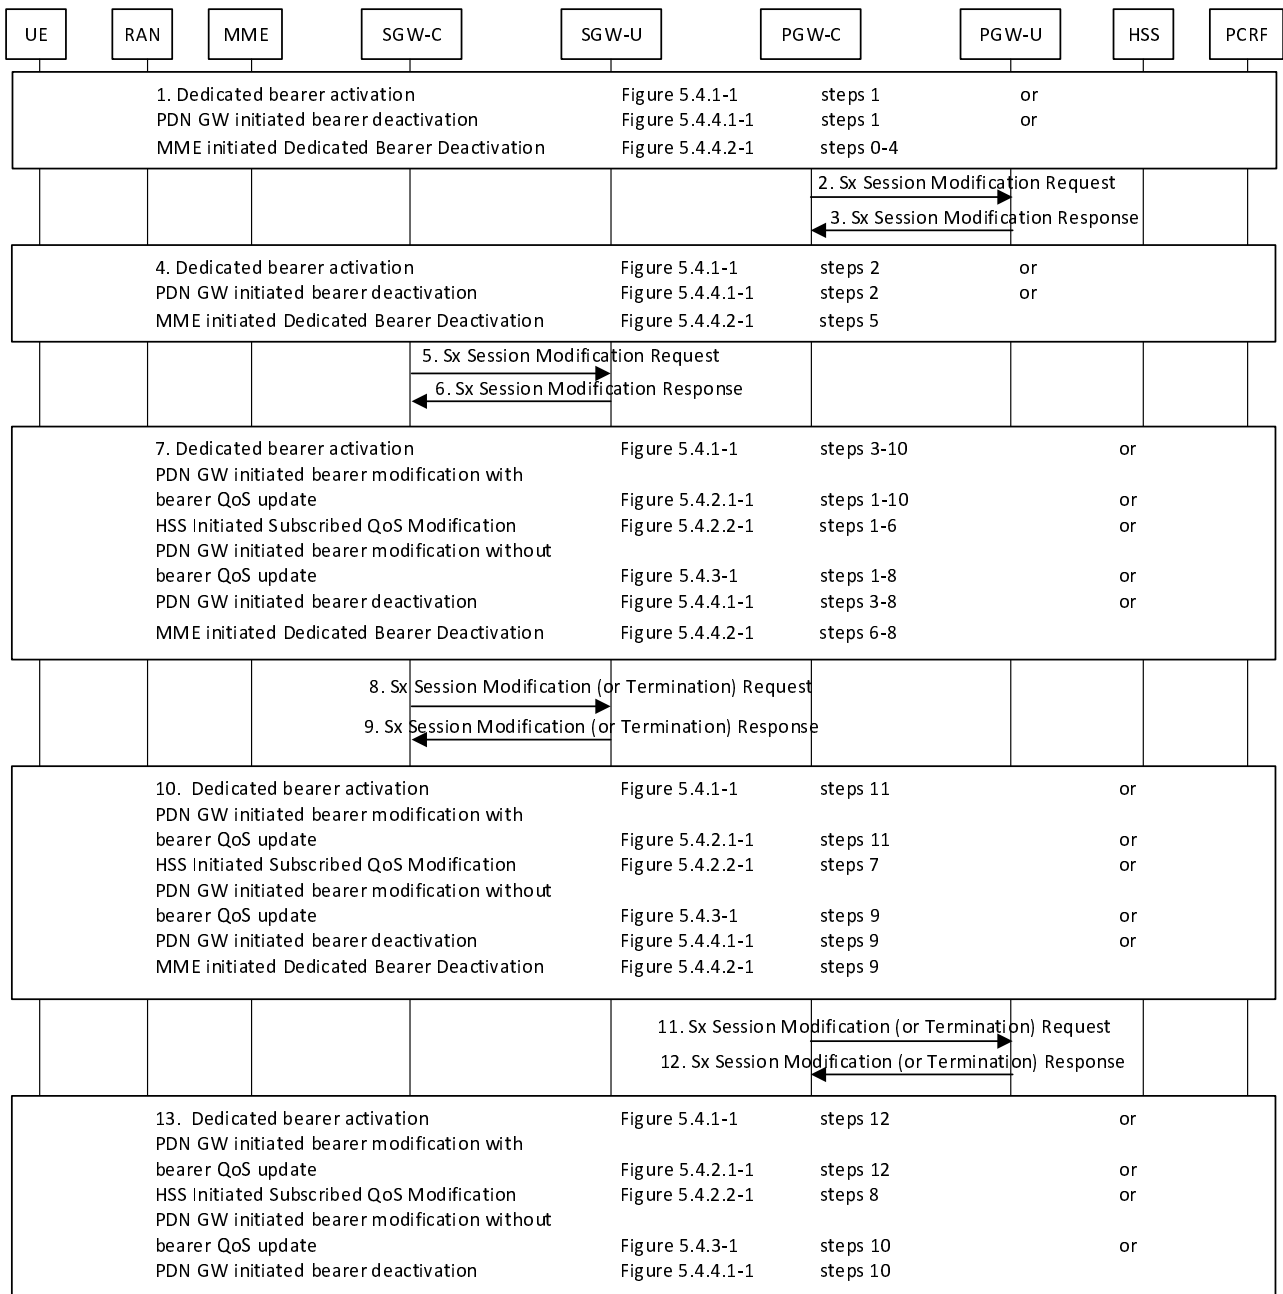 UE RAN MME SGW-C SGW-U PGW-C PGW-U HSS PCRF
1. Dedicated bearer activation Figure 5.4.1-1 steps 1 or
PDN GW initiated bearer deactivation Figure 5.4.4.1-1 steps 1 or
MME initiated Dedicated Bearer Deactivation Figure 5.4.4.2-1 steps 0-4
2. Sx Session Modification Request
3. Sx Session Modification Response
4. Dedicated bearer activation Figure 5.4.1-1 steps 2 or
PDN GW initiated bearer deactivation Figure 5.4.4.1-1 steps 2 or
MME initiated Dedicated Bearer Deactivation Figure 5.4.4.2-1 steps 5
5. Sx Session Modification Request
6. Sx Session Modification Response
7. Dedicated bearer activation Figure 5.4.1-1 steps 3-10 or
PDN GW initiated bearer modification with
bearer QoS update Figure 5.4.2.1-1 steps 1-10 or
HSS Initiated Subscribed QoS Modification Figure 5.4.2.2-1 steps 1-6 or
PDN GW initiated bearer modification without
bearer QoS update Figure 5.4.3-1 steps 1-8 or
PDN GW initiated bearer deactivation Figure 5.4.4.1-1 steps 3-8 or
MME initiated Dedicated Bearer Deactivation Figure 5.4.4.2-1 steps 6-8
8. Sx Session Modification (or Termination) Request
9. Sx Session Modification (or Termination) Response
10. Dedicated bearer activation Figure 5.4.1-1 steps 11 or
PDN GW initiated bearer modification with
bearer QoS update Figure 5.4.2.1-1 steps 11 or
HSS Initiated Subscribed QoS Modification Figure 5.4.2.2-1 steps 7 or
PDN GW initiated bearer modification without
bearer QoS update Figure 5.4.3-1 steps 9 or
PDN GW initiated bearer deactivation Figure 5.4.4.1-1 steps 9 or
MME initiated Dedicated Bearer Deactivation Figure 5.4.4.2-1 steps 9
11. Sx Session Modification (or Termination) Request
12. Sx Session Modification (or Termination) Response
13. Dedicated bearer activation Figure 5.4.1-1 steps 12 or
PDN GW initiated bearer modification with
bearer QoS update Figure 5.4.2.1-1 steps 12 or
HSS Initiated Subscribed QoS Modification Figure 5.4.2.2-1 steps 8 or
PDN GW initiated bearer modification without
bearer QoS update Figure 5.4.3-1 steps 10 or
PDN GW initiated bearer deactivation Figure 5.4.4.1-1 steps 10